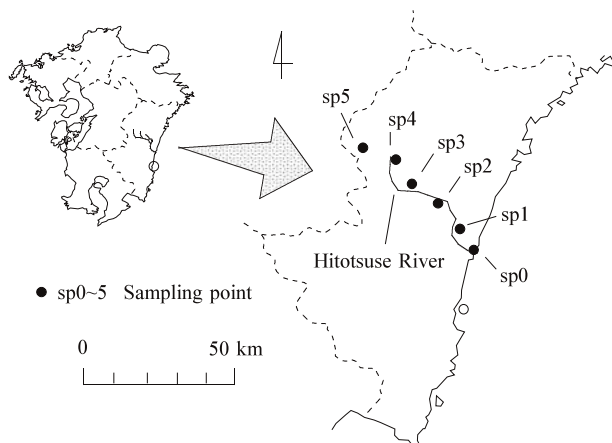 sp5
sp4
sp3
sp2
sp1
Hitotsuse River
sp0
sp0~5 Sampling point
0 50 km